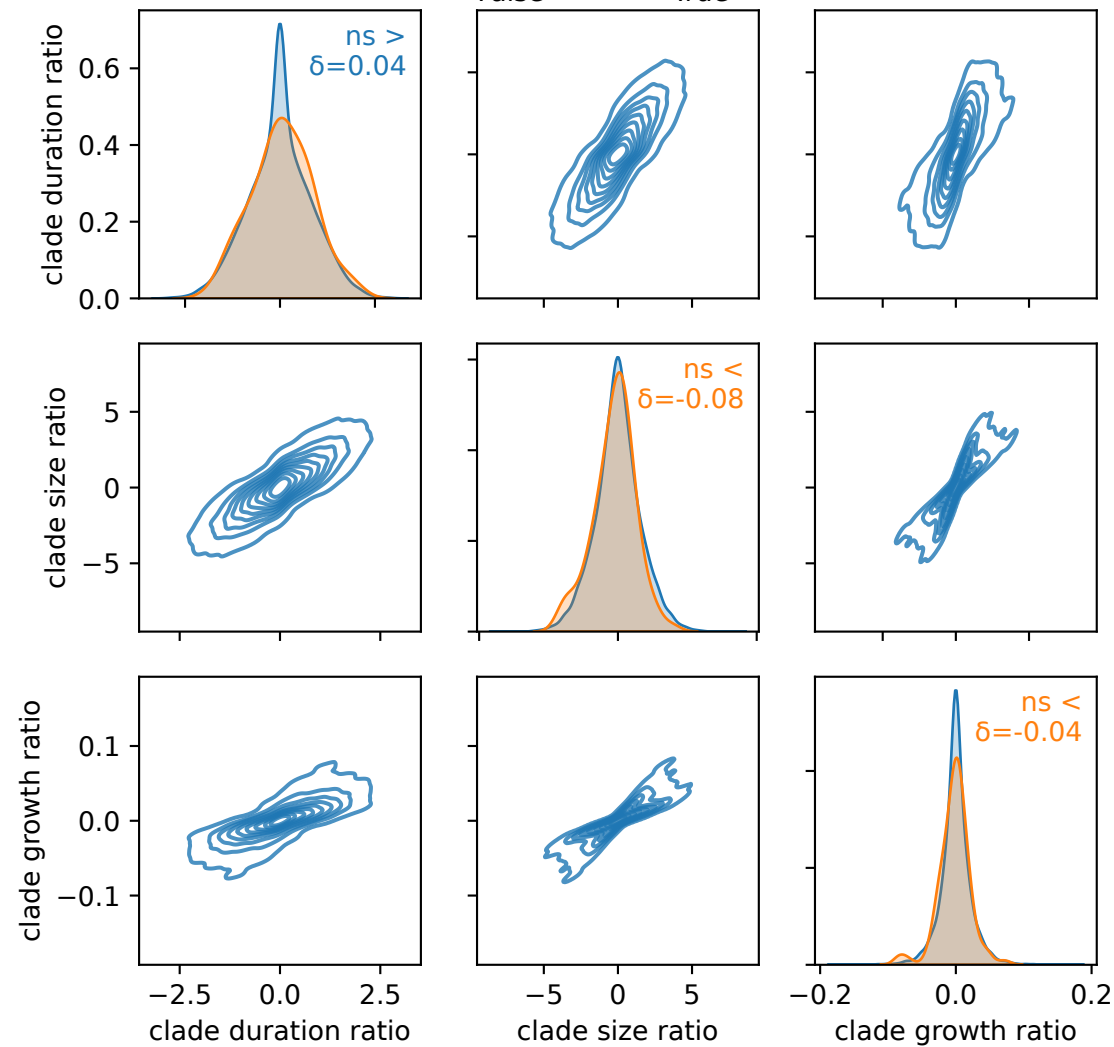 clade duration ratio
0.6
0.4
0.2
0.0
ns >
δ=0.04
clade size ratio
5
0
−5
ns <
δ=-0.08
clade growth ratio
0.1
0.0
−0.1
ns <
δ=-0.04
−2.5 0.0 2.5
−5 0 5
−0.2 0.0 0.2
clade duration ratio
clade size ratio
clade growth ratio